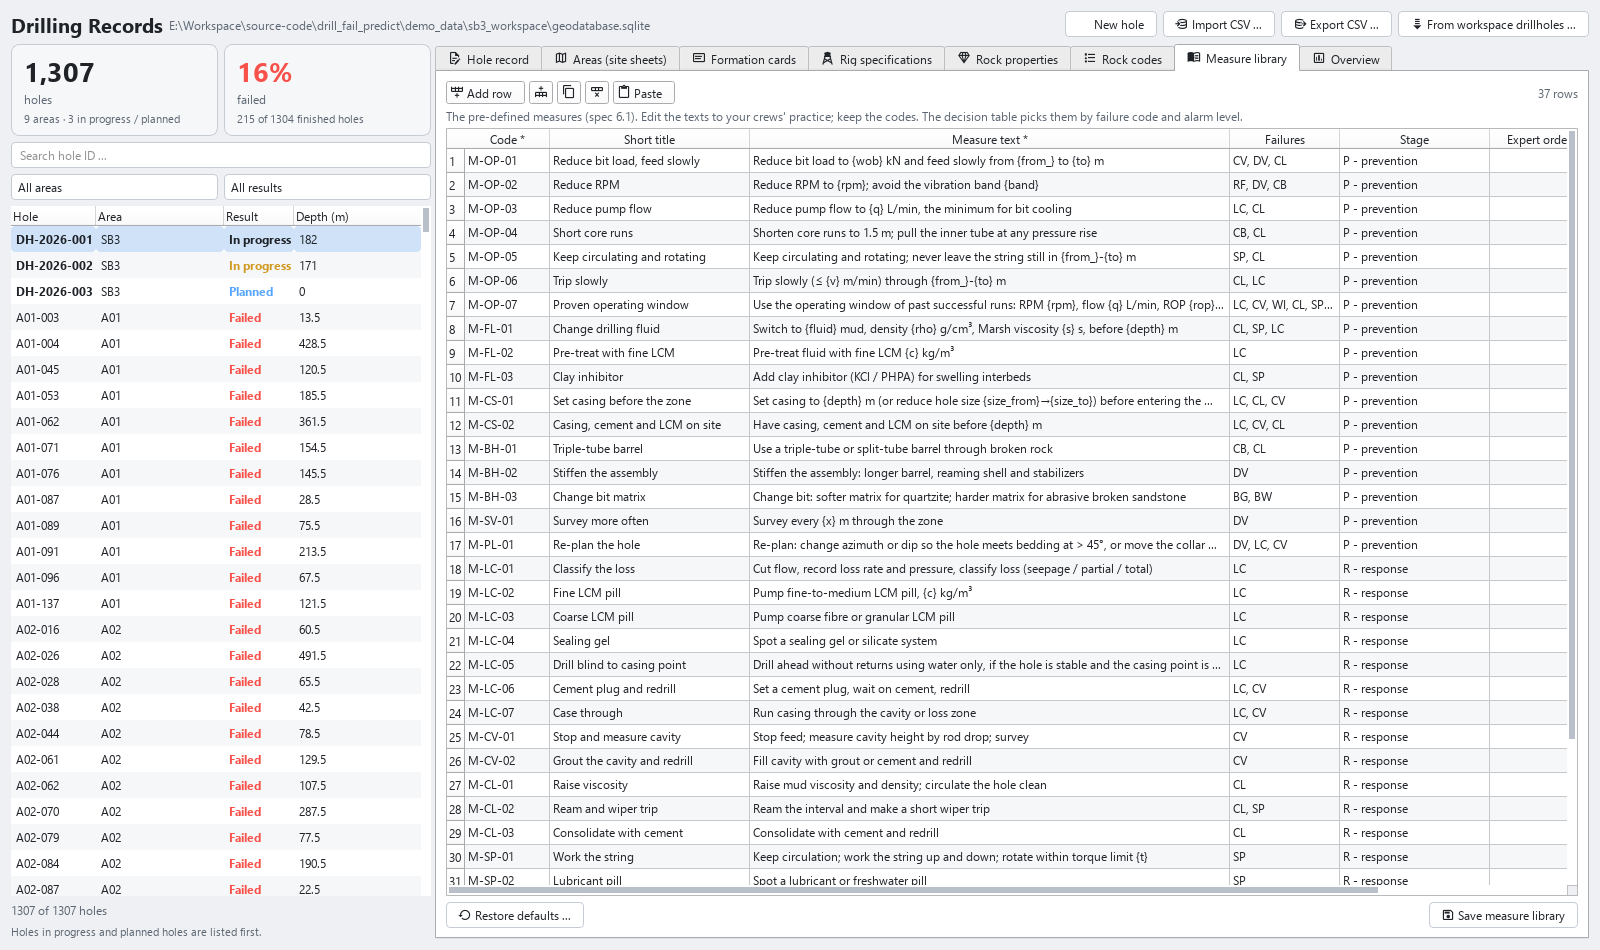 Drilling Records E:\Workspace\source-code\drill_fail_predict\demo_data\sb3_workspace\geodatabase.sqlite
New hole
Import CSV ...
Export CSV ...
From workspace drillholes ...
1,307
holes
9 areas · 3 in progress / planned
16%
failed
215 of 1304 finished holes
Search hole ID ...
All areas
All results
Hole Area Result Depth (m)
DH-2026-001 SB3 In progress 182
DH-2026-002 SB3 In progress 171
DH-2026-003 SB3 Planned 0
A01-003 A01 Failed 13.5
A01-004 A01 Failed 428.5
A01-045 A01 Failed 120.5
A01-053 A01 Failed 185.5
A01-062 A01 Failed 361.5
A01-071 A01 Failed 154.5
A01-076 A01 Failed 145.5
A01-087 A01 Failed 28.5
A01-089 A01 Failed 75.5
A01-091 A01 Failed 213.5
A01-096 A01 Failed 67.5
A01-137 A01 Failed 121.5
A02-016 A02 Failed 60.5
A02-026 A02 Failed 491.5
A02-028 A02 Failed 65.5
A02-038 A02 Failed 42.5
A02-044 A02 Failed 78.5
A02-061 A02 Failed 129.5
A02-062 A02 Failed 107.5
A02-070 A02 Failed 287.5
A02-079 A02 Failed 77.5
A02-084 A02 Failed 190.5
A02-087 A02 Failed 22.5
1307 of 1307 holes
Holes in progress and planned holes are listed first.
Hole record
Areas (site sheets)
Formation cards
Rig specifications
Rock properties
Rock codes
Measure library
Overview
Add row
Paste
37 rows
The pre-defined measures (spec 6.1). Edit the texts to your crews' practice; keep the codes. The decision table picks them by failure code and alarm level.
Code * Short title Measure text * Failures Stage Expert orde
1 M-OP-01 Reduce bit load, feed slowly Reduce bit load to {wob} kN and feed slowly from {from_} to {to} m CV, DV, CL P - prevention
2 M-OP-02 Reduce RPM Reduce RPM to {rpm}; avoid the vibration band {band} RF, DV, CB P - prevention
3 M-OP-03 Reduce pump flow Reduce pump flow to {q} L/min, the minimum for bit cooling LC, CL P - prevention
4 M-OP-04 Short core runs Shorten core runs to 1.5 m; pull the inner tube at any pressure rise CB, CL P - prevention
5 M-OP-05 Keep circulating and rotating Keep circulating and rotating; never leave the string still in {from_}-{to} m SP, CL P - prevention
6 M-OP-06 Trip slowly Trip slowly (≤ {v} m/min) through {from_}-{to} m CL, LC P - prevention
7 M-OP-07 Proven operating window Use the operating window of past successful runs: RPM {rpm}, flow {q} L/min, ROP {rop}... LC, CV, WI, CL, SP... P - prevention
8 M-FL-01 Change drilling fluid Switch to {fluid} mud, density {rho} g/cm³, Marsh viscosity {s} s, before {depth} m CL, SP, LC P - prevention
9 M-FL-02 Pre-treat with fine LCM Pre-treat fluid with fine LCM {c} kg/m³ LC P - prevention
10 M-FL-03 Clay inhibitor Add clay inhibitor (KCl / PHPA) for swelling interbeds CL, SP P - prevention
11 M-CS-01 Set casing before the zone Set casing to {depth} m (or reduce hole size {size_from}→{size_to}) before entering the ... LC, CL, CV P - prevention
12 M-CS-02 Casing, cement and LCM on site Have casing, cement and LCM on site before {depth} m LC, CV, CL P - prevention
13 M-BH-01 Triple-tube barrel Use a triple-tube or split-tube barrel through broken rock CB, CL P - prevention
14 M-BH-02 Stiffen the assembly Stiffen the assembly: longer barrel, reaming shell and stabilizers DV P - prevention
15 M-BH-03 Change bit matrix Change bit: softer matrix for quartzite; harder matrix for abrasive broken sandstone BG, BW P - prevention
16 M-SV-01 Survey more often Survey every {x} m through the zone DV P - prevention
17 M-PL-01 Re-plan the hole Re-plan: change azimuth or dip so the hole meets bedding at > 45°, or move the collar ... DV, LC, CV P - prevention
18 M-LC-01 Classify the loss Cut flow, record loss rate and pressure, classify loss (seepage / partial / total) LC R - response
19 M-LC-02 Fine LCM pill Pump fine-to-medium LCM pill, {c} kg/m³ LC R - response
20 M-LC-03 Coarse LCM pill Pump coarse fibre or granular LCM pill LC R - response
21 M-LC-04 Sealing gel Spot a sealing gel or silicate system LC R - response
22 M-LC-05 Drill blind to casing point Drill ahead without returns using water only, if the hole is stable and the casing point is ... LC R - response
23 M-LC-06 Cement plug and redrill Set a cement plug, wait on cement, redrill LC, CV R - response
24 M-LC-07 Case through Run casing through the cavity or loss zone LC, CV R - response
25 M-CV-01 Stop and measure cavity Stop feed; measure cavity height by rod drop; survey CV R - response
26 M-CV-02 Grout the cavity and redrill Fill cavity with grout or cement and redrill CV R - response
27 M-CL-01 Raise viscosity Raise mud viscosity and density; circulate the hole clean CL R - response
28 M-CL-02 Ream and wiper trip Ream the interval and make a short wiper trip CL, SP R - response
29 M-CL-03 Consolidate with cement Consolidate with cement and redrill CL R - response
30 M-SP-01 Work the string Keep circulation; work the string up and down; rotate within torque limit {t} SP R - response
31 M-SP-02 Lubricant pill Spot a lubricant or freshwater pill SP R - response
Restore defaults ...
Save measure library